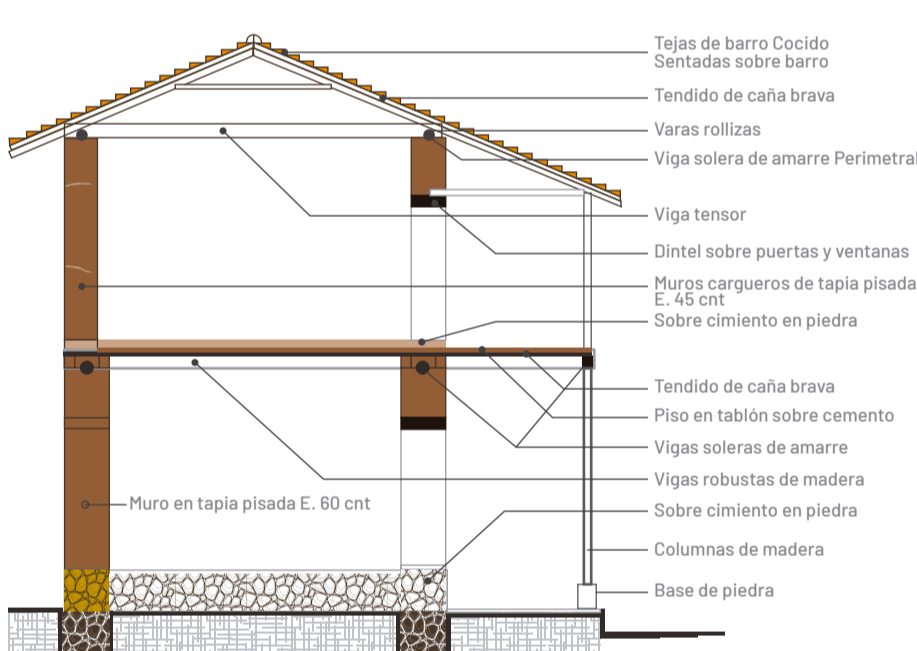 Tejas de barro Cocido
Sentadas sobre barro
Tendido de caña brava
Varas rollizas
Viga solera de amarre Perimetral
Viga tensor
Dintel sobre puertas y ventanas
Muros cargueros de tapia pisada
E. 45 cnt
Sobre cimiento en piedra
Tendido de caña brava
Piso en tablón sobre cemento
Vigas soleras de amarre
Vigas robustas de madera
Muro en tapia pisada E. 60 cnt
Sobre cimiento en piedra
Columnas de madera
Base de piedra